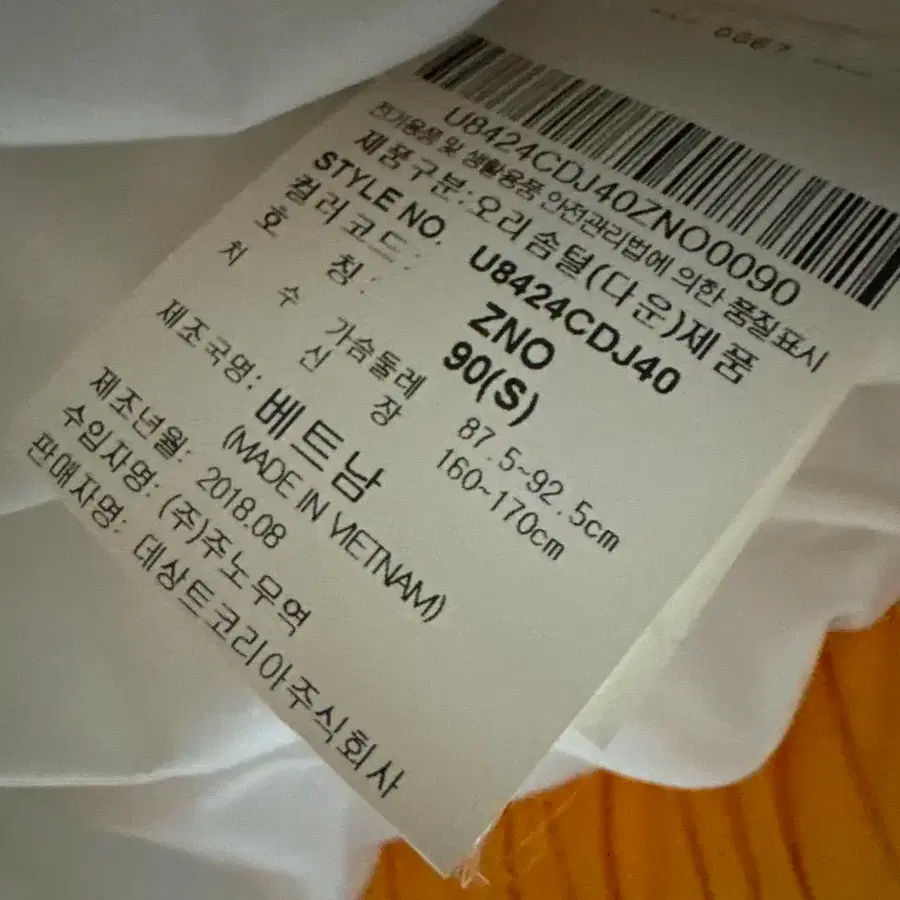 0067
U8424CDJ40ZNO0090
전기용품 및 생활용품 안전관리법에 의한 품질표시
제품구분: 오리솜털(다운)제품
STYLE NO. U8424CDJ40
컬러코드: ZNO
호 칭: 90(S)
치 수 가슴둘레 87.5~92.5cm
신 장 160~170cm
제조국명: 베트남
(MADE IN VIETNAM)
제조년월: 2018.08
수입자명: (주)주노무역
판매자명: 데상트코리아주식회사